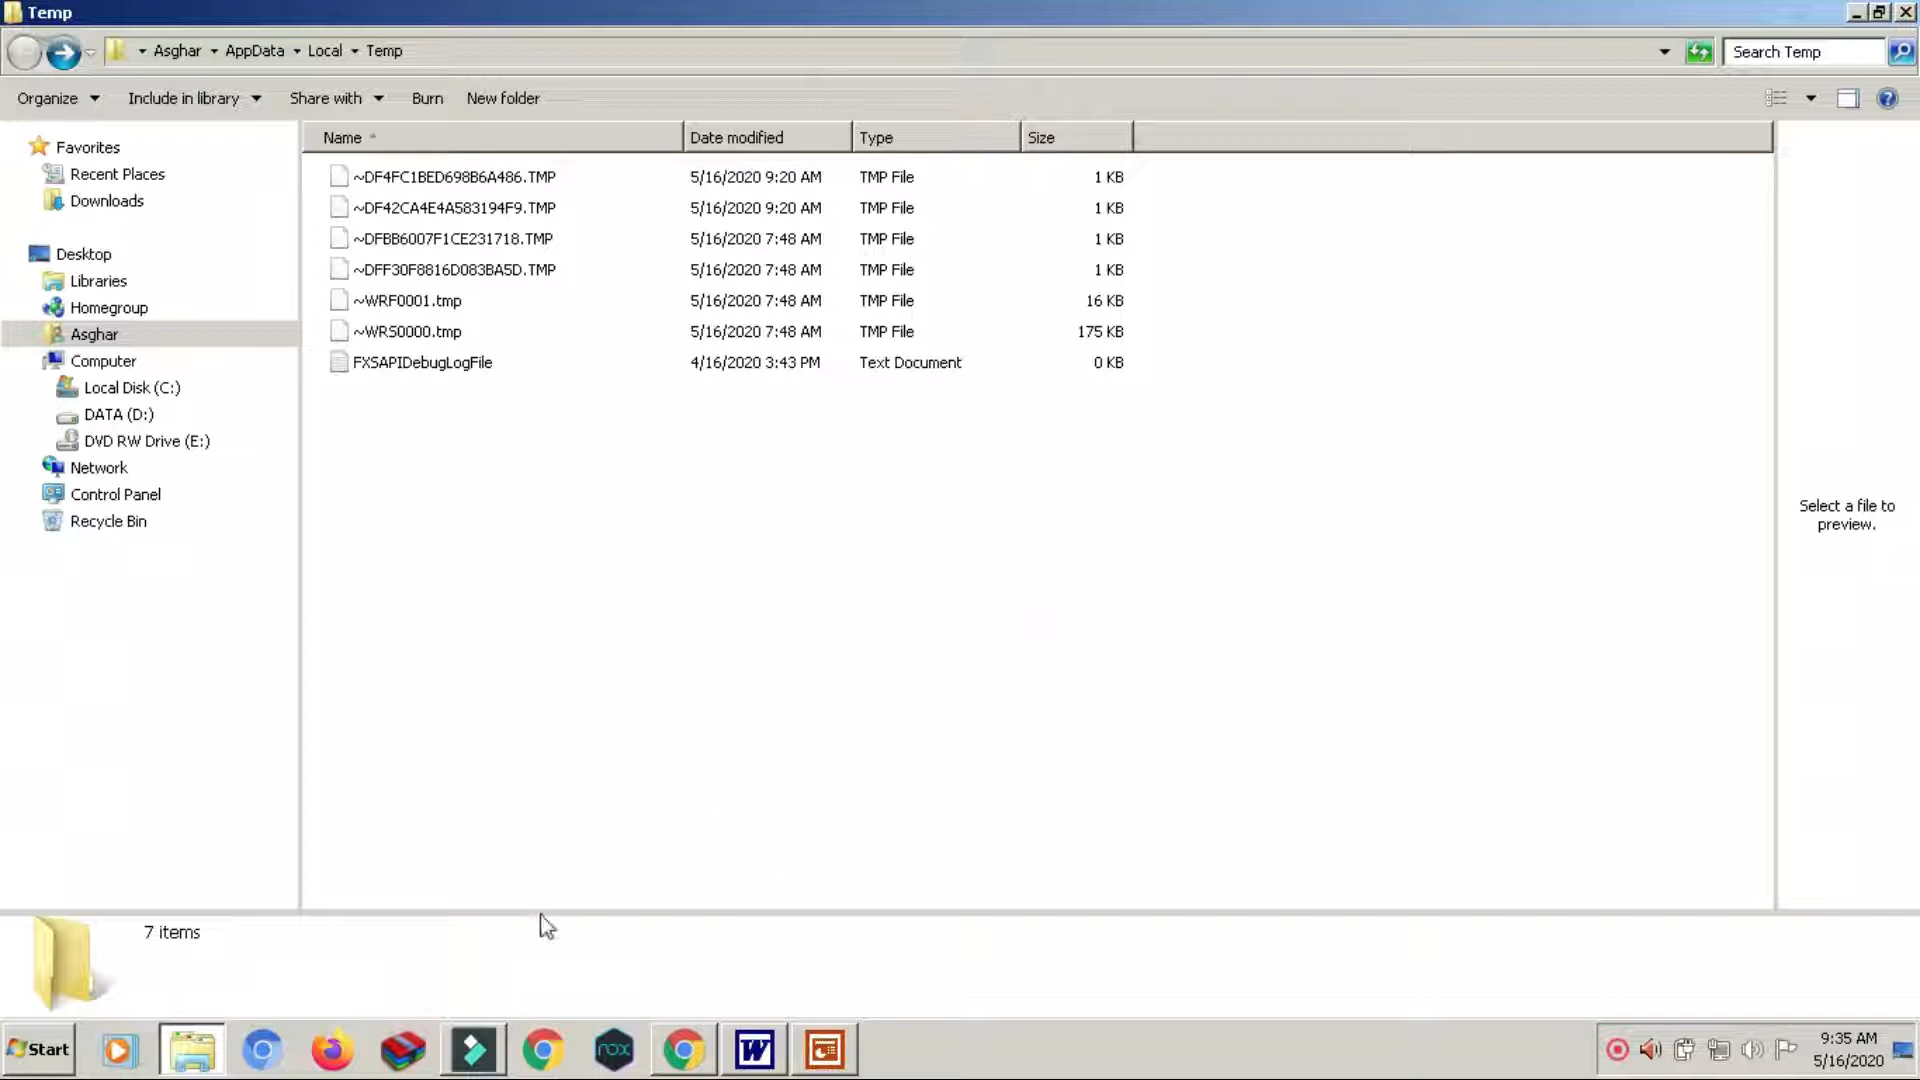 Temp
Asghar AppData Local Temp
Search Temp
Organize Include in library Share with Burn New folder
Name Date modified Type Size
Favorites
Recent Places
Downloads
Desktop
Libraries
Homegroup
Asghar
Computer
Local Disk (C:)
DATA (D:)
DVD RW Drive (E:)
Network
Control Panel
Recycle Bin
~DF4FC1BED698B6A486.TMP 5/16/2020 9:20 AM TMP File 1 KB
~DF42CA4E4A583194F9.TMP 5/16/2020 9:20 AM TMP File 1 KB
~DFBB6007F1CE231718.TMP 5/16/2020 7:48 AM TMP File 1 KB
~DFF30F8816D083BA5D.TMP 5/16/2020 7:48 AM TMP File 1 KB
~WRF0001.tmp 5/16/2020 7:48 AM TMP File 16 KB
~WRS0000.tmp 5/16/2020 7:48 AM TMP File 175 KB
FXSAPIDebugLogFile 4/16/2020 3:43 PM Text Document 0 KB
Select a file to
preview.
7 items
Start
nox
W
9:35 AM
5/16/2020